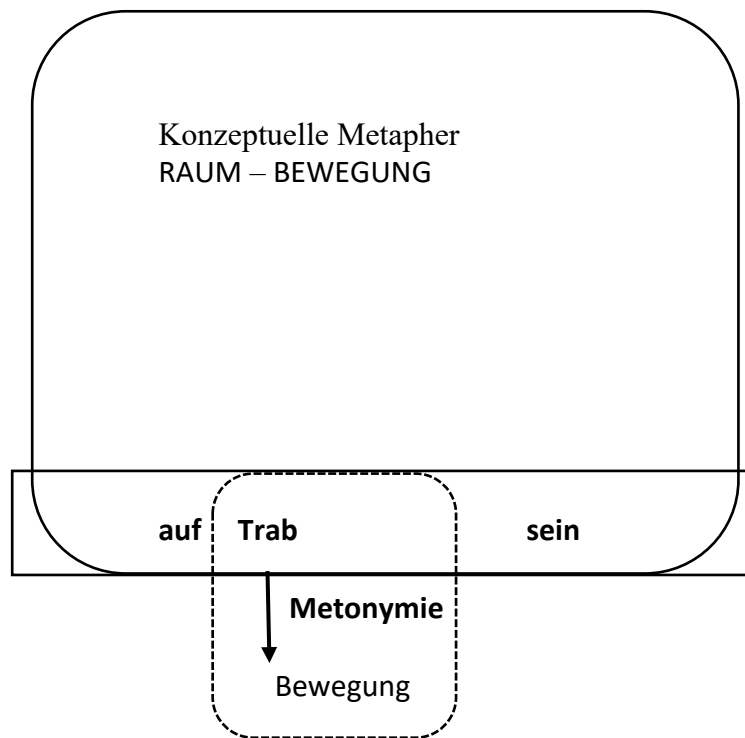 Konzeptuelle Metapher
RAUM – BEWEGUNG
auf Trab sein
Metonymie
Bewegung